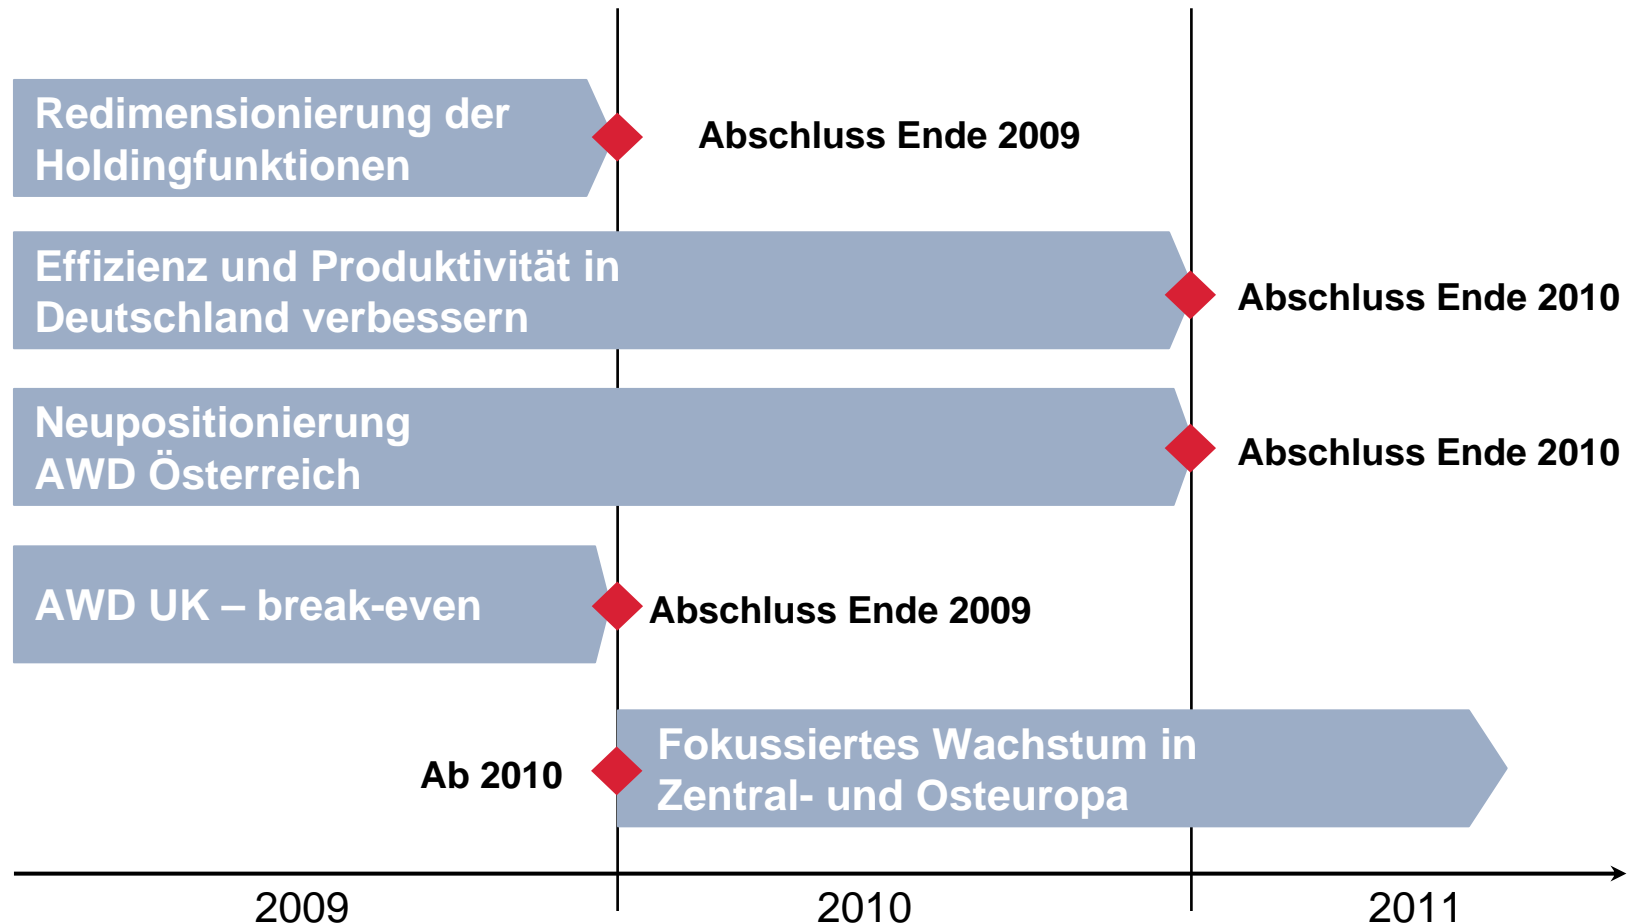 Redimensionierung der
Holdingfunktionen
Abschluss Ende 2009
Effizienz und Produktivität in
Deutschland verbessern
Abschluss Ende 2010
Neupositionierung
AWD Österreich
Abschluss Ende 2010
AWD UK – break-even
Abschluss Ende 2009
Ab 2010
Fokussiertes Wachstum in
Zentral- und Osteuropa
2009
2010
2011